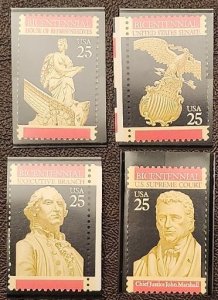 BICENTENNIAL
HOUSE OF REPRESENTATIVES
USA
25
BICENTENNIAL
UNITED STATES SENATE
USA
25
BICENTENNIAL
EXECUTIVE BRANCH
USA
25
BICENTENNIAL
U.S. SUPREME COURT
USA
25
Chief Justice John Marshall